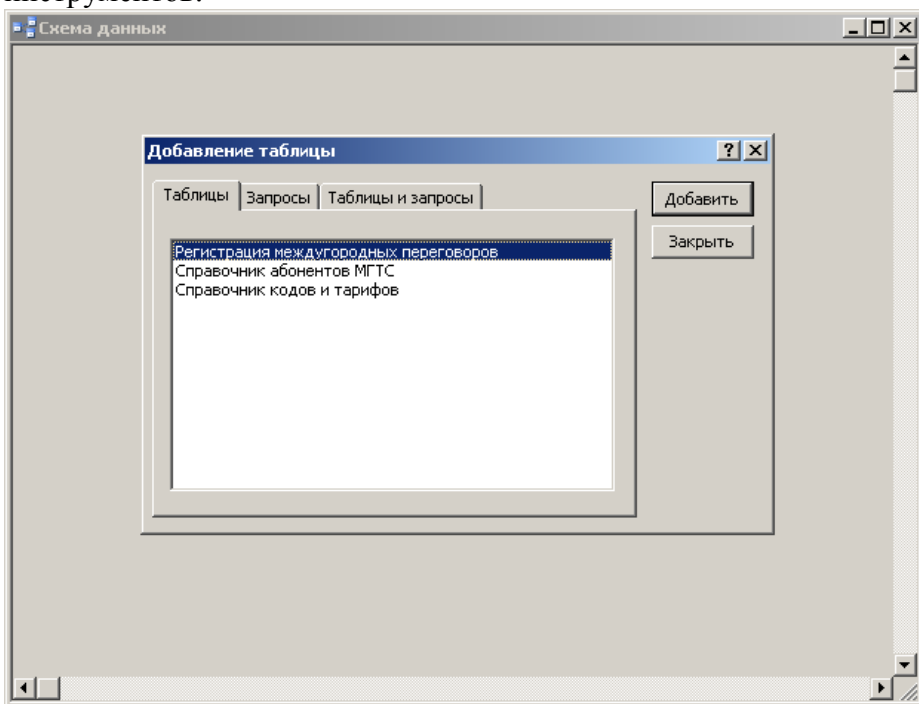 инструментов.
Схема данных
Добавление таблицы
Таблицы Запросы Таблицы и запросы
Добавить
Закрыть
Регистрация междугородных переговоров
Справочник абонентов МГТС
Справочник кодов и тарифов